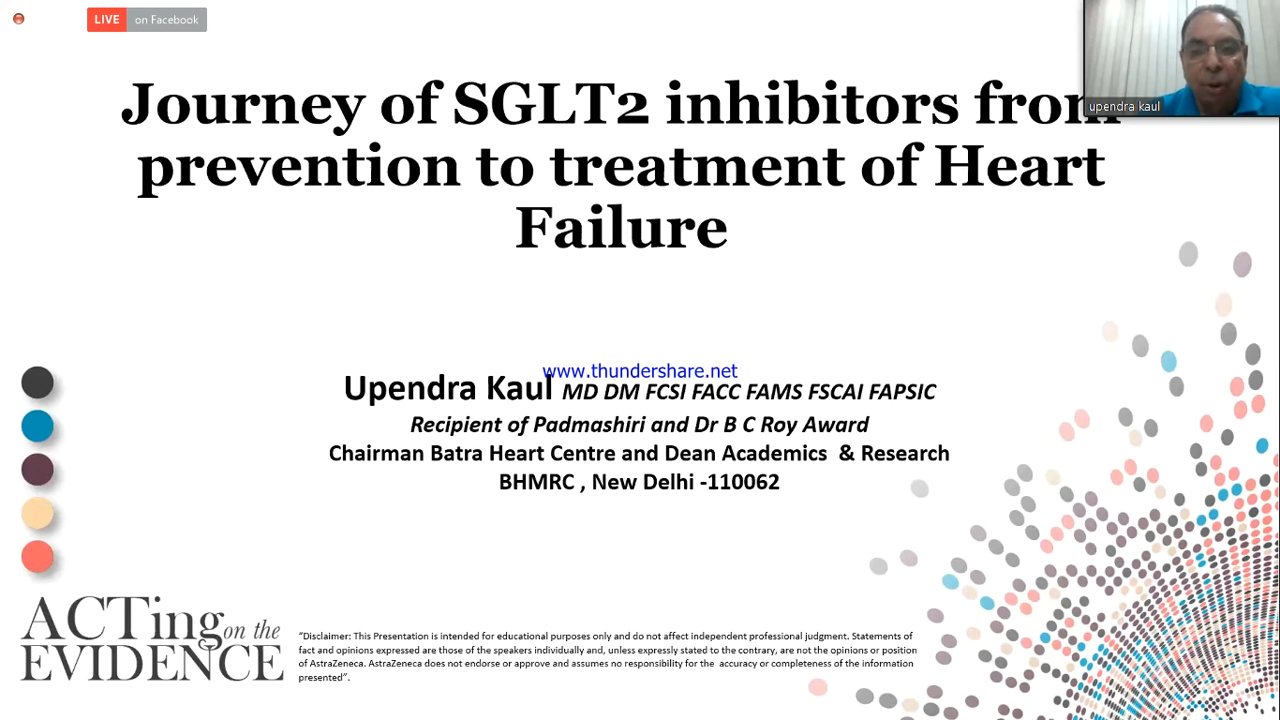 LIVE on Facebook
Journey of SGLT2 inhibitors from
prevention to treatment of Heart
Failure
upendra kaul
www.thundershare.net
Upendra Kaul MD DM FCSI FACC FAMS FSCAI FAPSIC
Recipient of Padmashiri and Dr B C Roy Award
Chairman Batra Heart Centre and Dean Academics & Research
BHMRC , New Delhi -110062
ACTing on the
EVIDENCE
“Disclaimer: This Presentation is intended for educational purposes only and do not affect independent professional judgment. Statements of
fact and opinions expressed are those of the speakers individually and, unless expressly stated to the contrary, are not the opinions or position
of AstraZeneca. AstraZeneca does not endorse or approve and assumes no responsibility for the accuracy or completeness of the information
presented”.